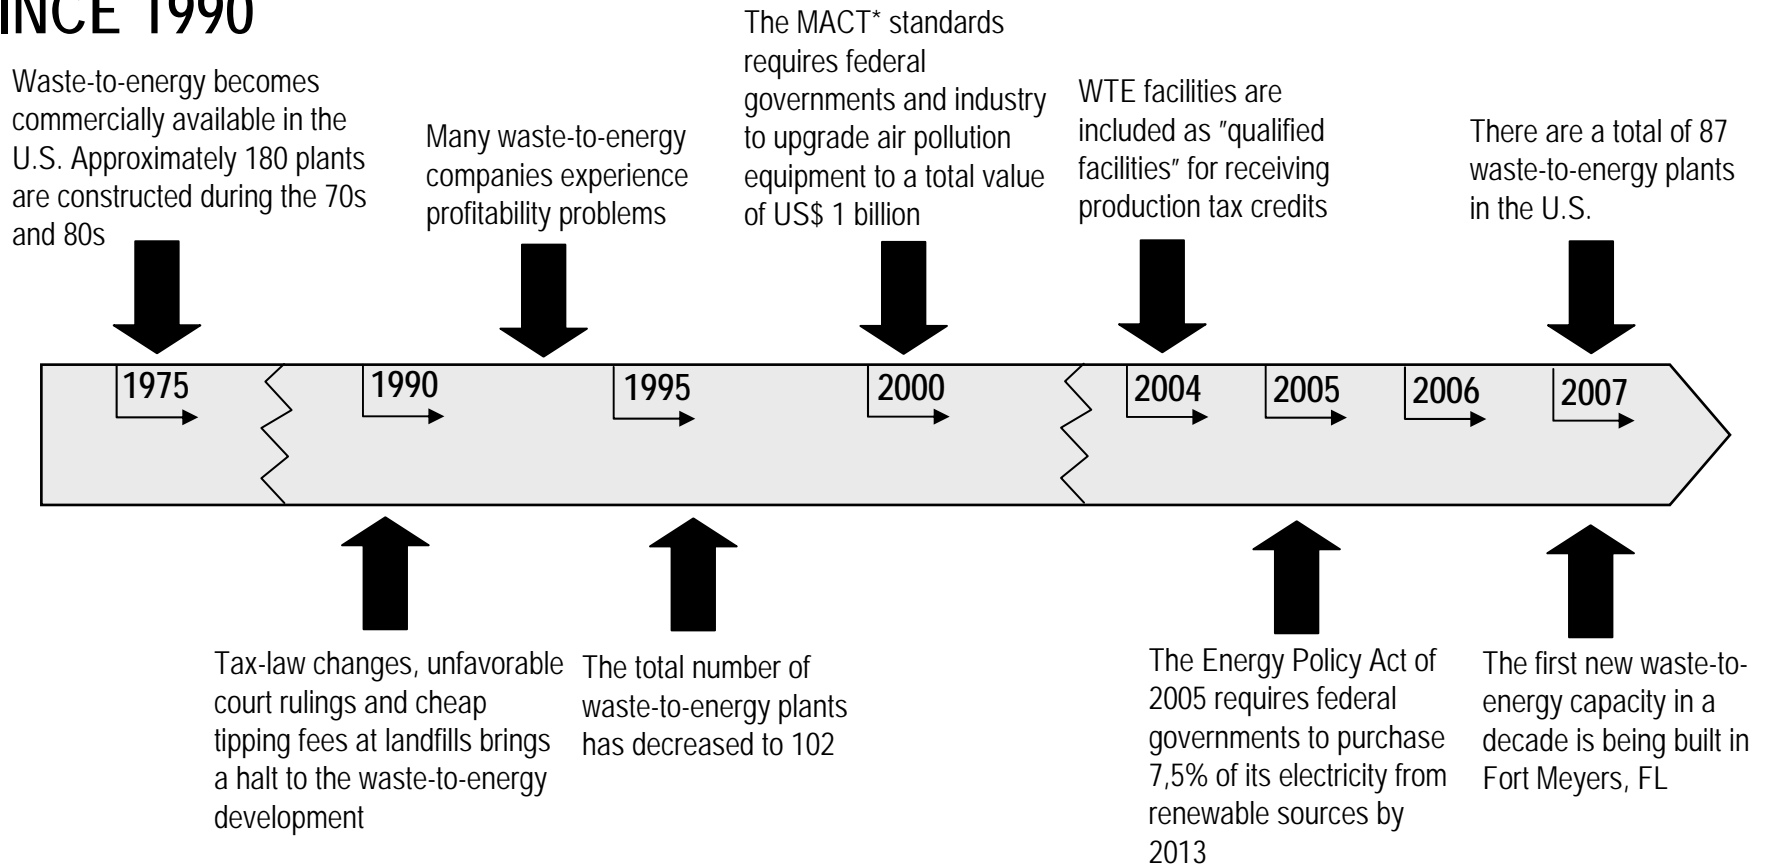 INCE 1990
Waste-to-energy becomes
commercially available in the
U.S. Approximately 180 plants
are constructed during the 70s
and 80s
Many waste-to-energy
companies experience
profitability problems
The MACT* standards
requires federal
governments and industry
to upgrade air pollution
equipment to a total value
of US$ 1 billion
WTE facilities are
included as "qualified
facilities" for receiving
production tax credits
There are a total of 87
waste-to-energy plants
in the U.S.
1975
1990
1995
2000
2004
2005
2006
2007
Tax-law changes, unfavorable
court rulings and cheap
tipping fees at landfills brings
a halt to the waste-to-energy
development
The total number of
waste-to-energy plants
has decreased to 102
The Energy Policy Act of
2005 requires federal
governments to purchase
7,5% of its electricity from
renewable sources by
2013
The first new waste-to-
energy capacity in a
decade is being built in
Fort Meyers, FL